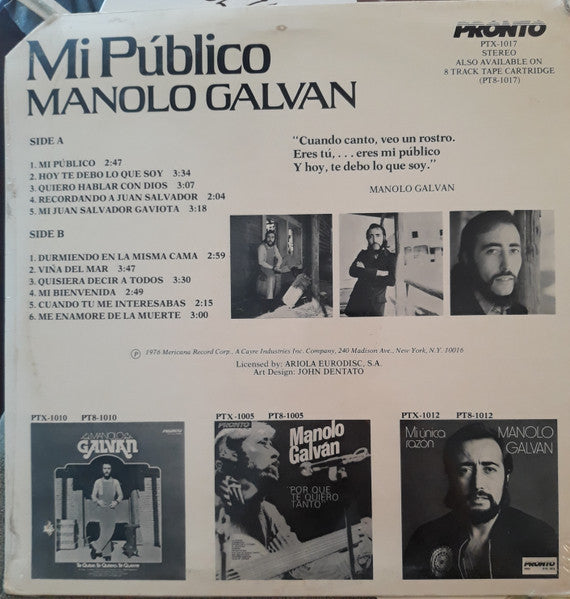 Mi Público
MANOLO GALVAN
PRONTO
PTX-1017
STEREO
ALSO AVAILABLE ON
8 TRACK TAPE CARTRIDGE
(PT8-1017)
SIDE A
1. MI PÚBLICO 2:47
2. HOY TE DEBO LO QUE SOY 3:34
3. QUIERO HABLAR CON DIOS 3:07
4. RECORDANDO A JUAN SALVADOR 2:04
5. MI JUAN SALVADOR GAVIOTA 3:18
"Cuando canto, veo un rostro.
Eres tú, . . . eres mi público
Y hoy, te debo lo que soy."
MANOLO GALVAN
SIDE B
1. DURMIENDO EN LA MISMA CAMA 2:59
2. VIÑA DEL MAR 3:47
3. QUISIERA DECIR A TODOS 3:30
4. MI BIENVENIDA 2:49
5. CUANDO TU ME INTERESABAS 2:15
6. ME ENAMORE DE LA MUERTE 3:00
Ⓟ 1976 Mericana Record Corp., A Cayre Industries Inc. Company, 240 Madison Ave., New York, N.Y. 10016
Licensed by: ARIOLA EURODISC, S.A.
Art Design: JOHN DENTATO
PTX-1010 PT8-1010
MANOLO
GALVAN
Te Quise, Te Quiero, Te Querré
PTX-1005 PT8-1005
PRONTO
Manolo
Galván
"POR QUE
TE QUIERO
TANTO"
PTX-1012 PT8-1012
Mi única
razón
MANOLO
GALVAN
PRONTO